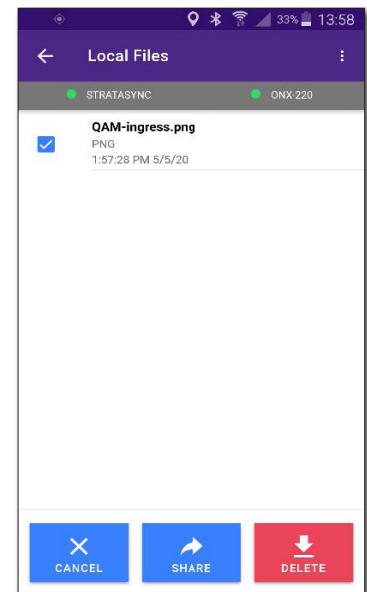 33% 13:58
Local Files
STRATASYNC ONX-220
QAM-ingress.png
PNG
1:57:28 PM 5/5/20
CANCEL SHARE DELETE